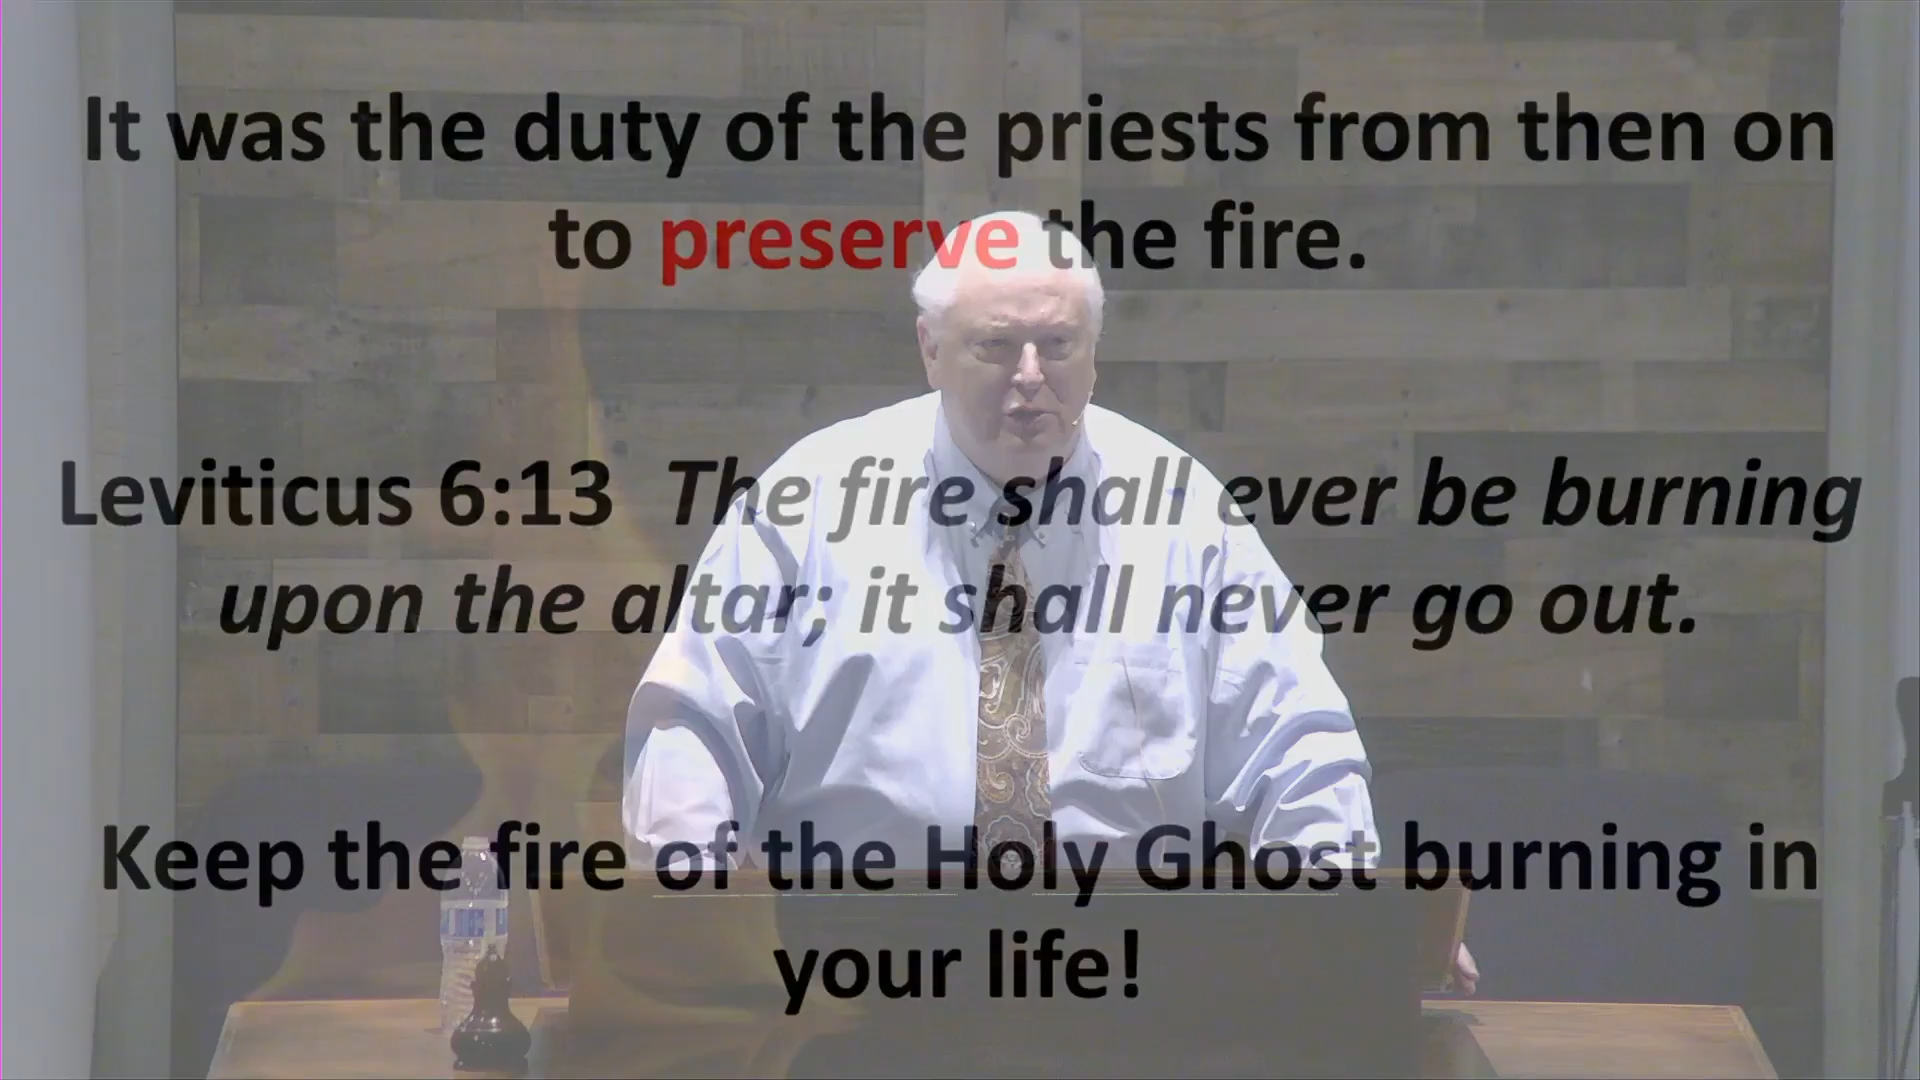 It was the duty of the priests from then on
to preserve the fire.
Leviticus 6:13 The fire shall ever be burning
upon the altar; it shall never go out.
Keep the fire of the Holy Ghost burning in
your life!